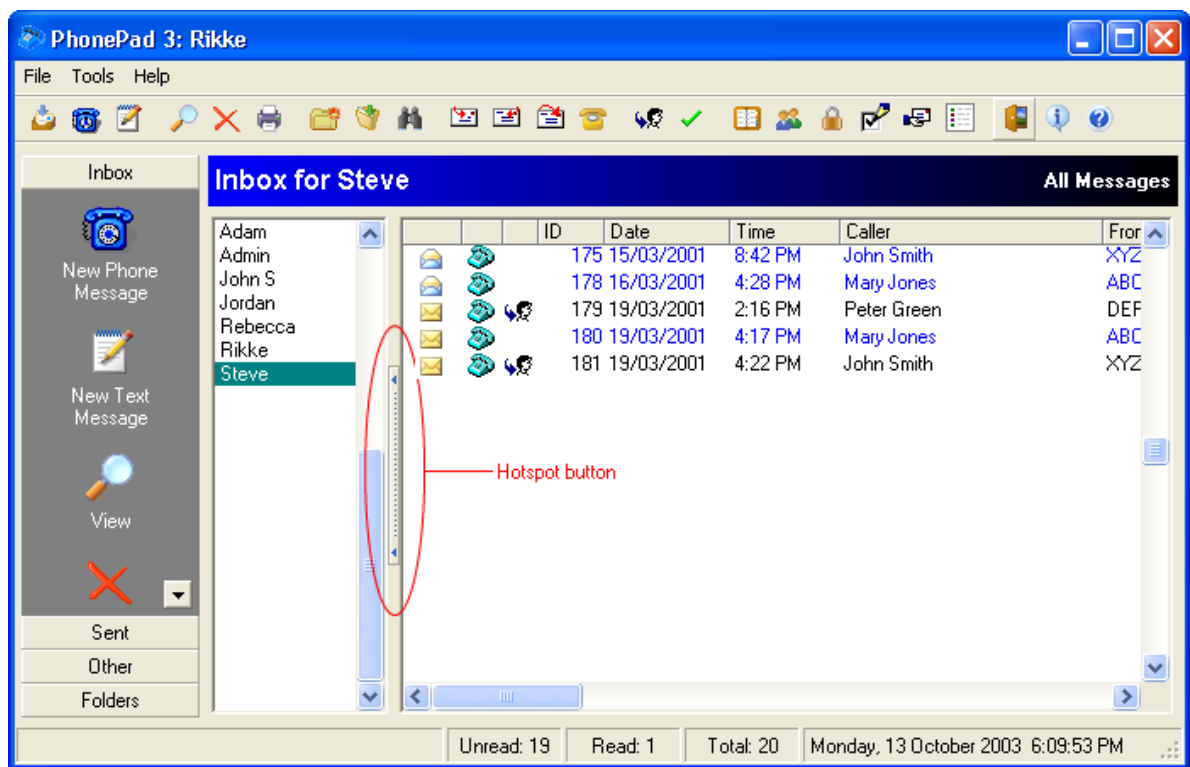 PhonePad 3: Rikke
File Tools Help
Inbox
New Phone
Message
New Text
Message
View
Sent
Other
Folders
Inbox for Steve All Messages
Adam
Admin
John S
Jordan
Rebecca
Rikke
Steve
ID Date Time Caller Fror
175 15/03/2001 8:42 PM John Smith XYZ
178 16/03/2001 4:28 PM Mary Jones ABC
179 19/03/2001 2:16 PM Peter Green DEF
180 19/03/2001 4:17 PM Mary Jones ABC
181 19/03/2001 4:22 PM John Smith XYZ
Hotspot button
Unread: 19 Read: 1 Total: 20 Monday, 13 October 2003 6:09:53 PM